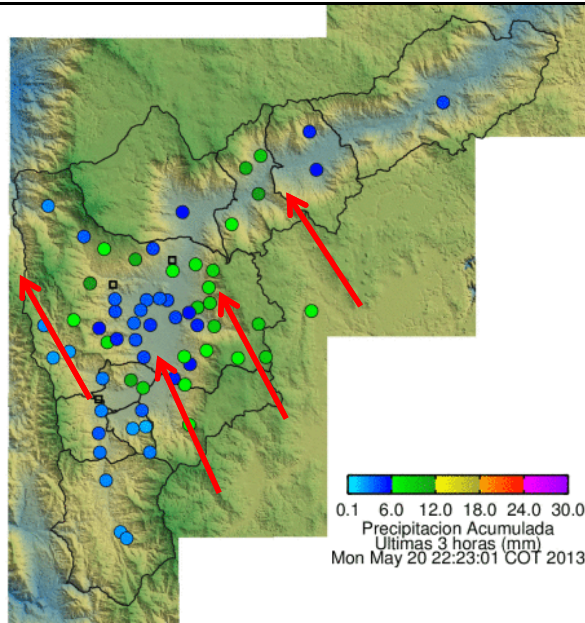 0.1 6.0 12.0 18.0 24.0 30.0
Precipitacion Acumulada
Ultimas 3 horas (mm)
Mon May 20 22:23:01 COT 2013